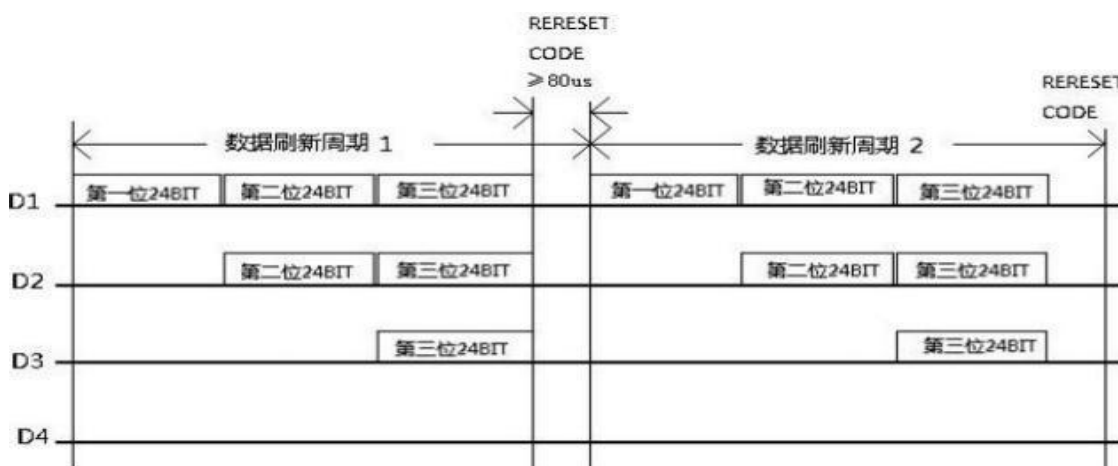 RERESET
CODE
≥80us
RERESET
CODE
数据刷新周期 1
数据刷新周期 2
D1 第一位24BIT 第二位24BIT 第三位24BIT 第一位24BIT 第二位24BIT 第三位24BIT
D2 第二位24BIT 第三位24BIT 第二位24BIT 第三位24BIT
D3 第三位24BIT 第三位24BIT
D4